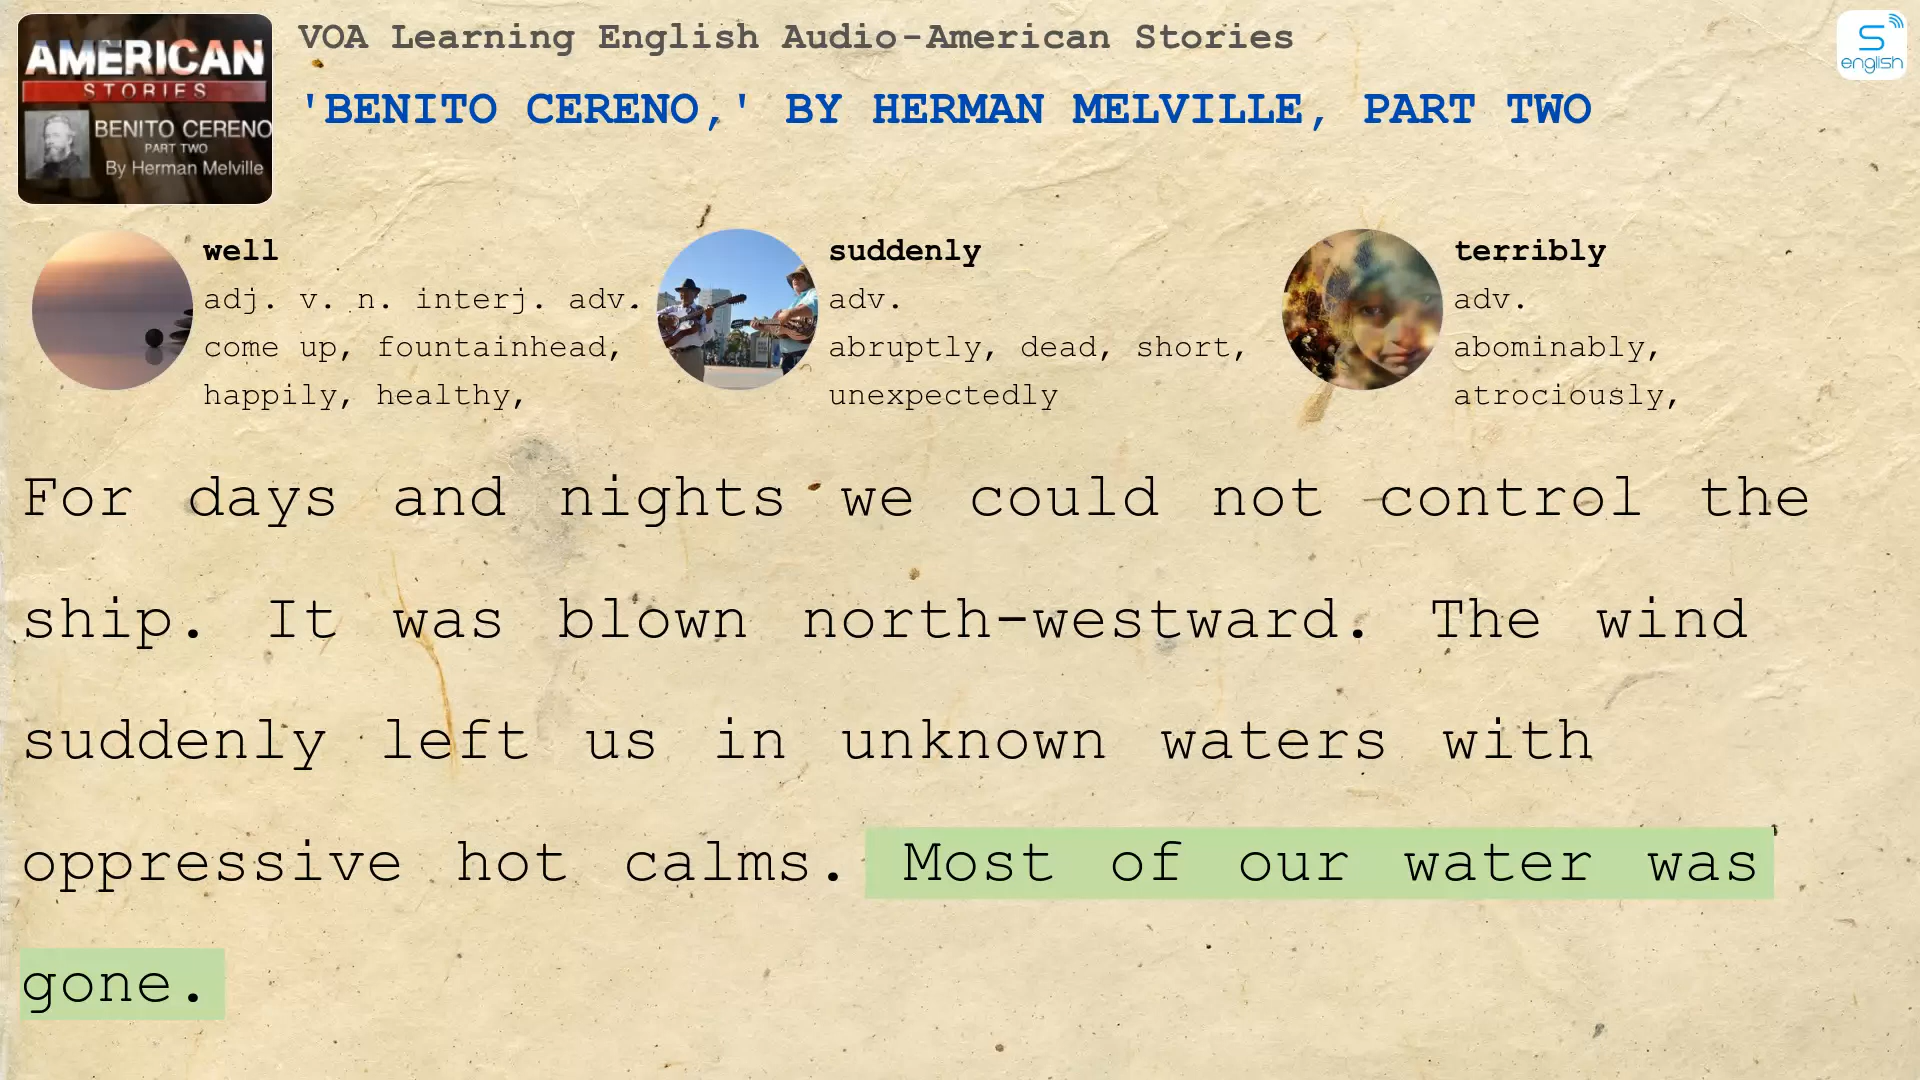 AMERICAN
STORIES
BENITO CERENO
PART TWO
By Herman Melville
VOA Learning English Audio-American Stories
'BENITO CERENO,' BY HERMAN MELVILLE, PART TWO
S
english
well
adj. v. n. interj. adv.
come up, fountainhead,
happily, healthy,
suddenly
adv.
abruptly, dead, short,
unexpectedly
terribly
adv.
abominably,
atrociously,
For days and nights we could not control the
ship. It was blown north-westward. The wind
suddenly left us in unknown waters with
oppressive hot calms. Most of our water was
gone.